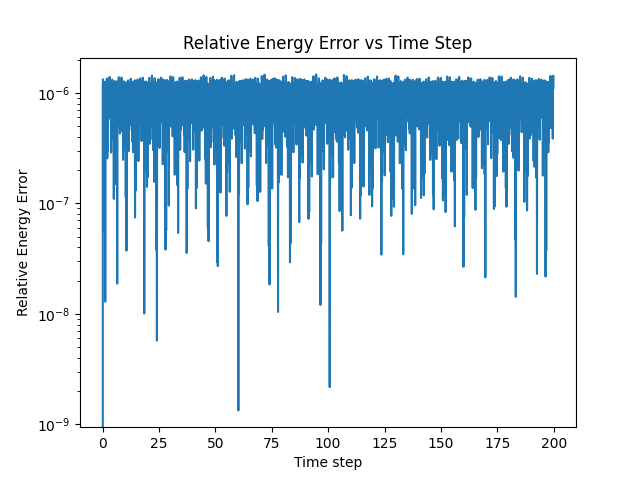 Relative Energy Error vs Time Step
Relative Energy Error
10⁻⁶
10⁻⁷
10⁻⁸
10⁻⁹
0 25 50 75 100 125 150 175 200
Time step